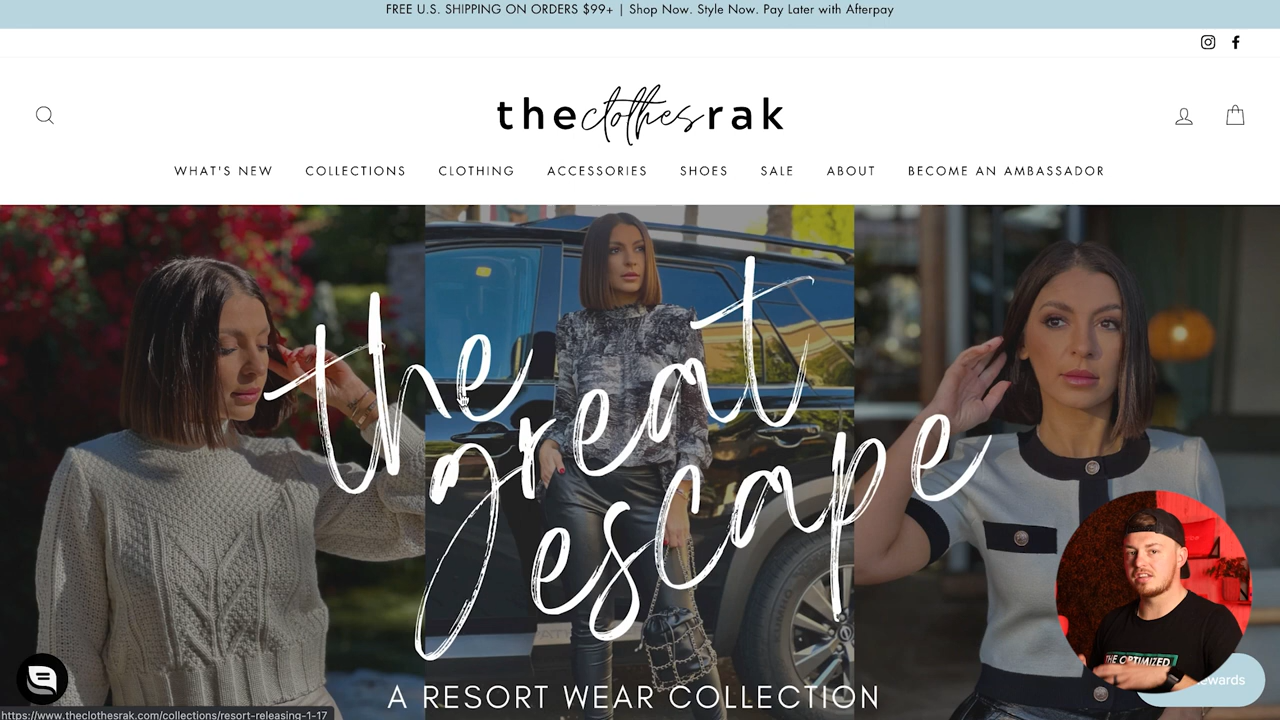 FREE U.S. SHIPPING ON ORDERS $99+ | Shop Now. Style Now. Pay Later with Afterpay
theclothesrak
WHAT'S NEW COLLECTIONS CLOTHING ACCESSORIES SHOES SALE ABOUT BECOME AN AMBASSADOR
the
great
escape
A RESORT WEAR COLLECTION
THE OPTIMIZED
https://www.theclothesrak.com/collections/resort-releasing-1-17